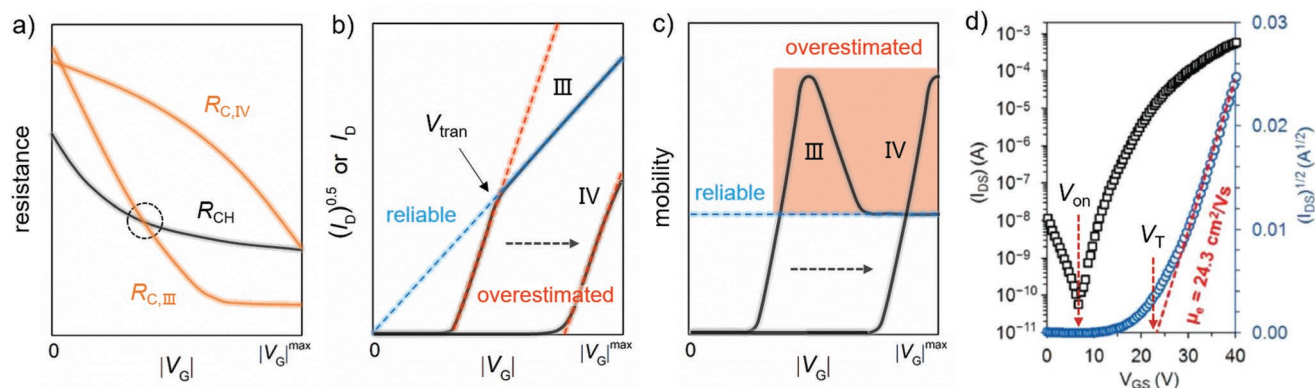 a)
resistance
R_C,IV
R_CH
R_C,III
0
|V_G|
|V_G|^max
b)
(I_D)^0.5 or I_D
V_tran
III
reliable
IV
overestimated
0
|V_G|
|V_G|^max
c)
mobility
overestimated
III
IV
reliable
0
|V_G|
|V_G|^max
d)
(I_DS) (A)
10^-3
10^-4
10^-5
10^-6
10^-7
10^-8
10^-9
10^-10
10^-11
V_on
V_T
μ_e = 24.3 cm²/Vs
0.03
0.02
0.01
0.00
(I_DS)^1/2 (A^1/2)
0 10 20 30 40
V_GS (V)